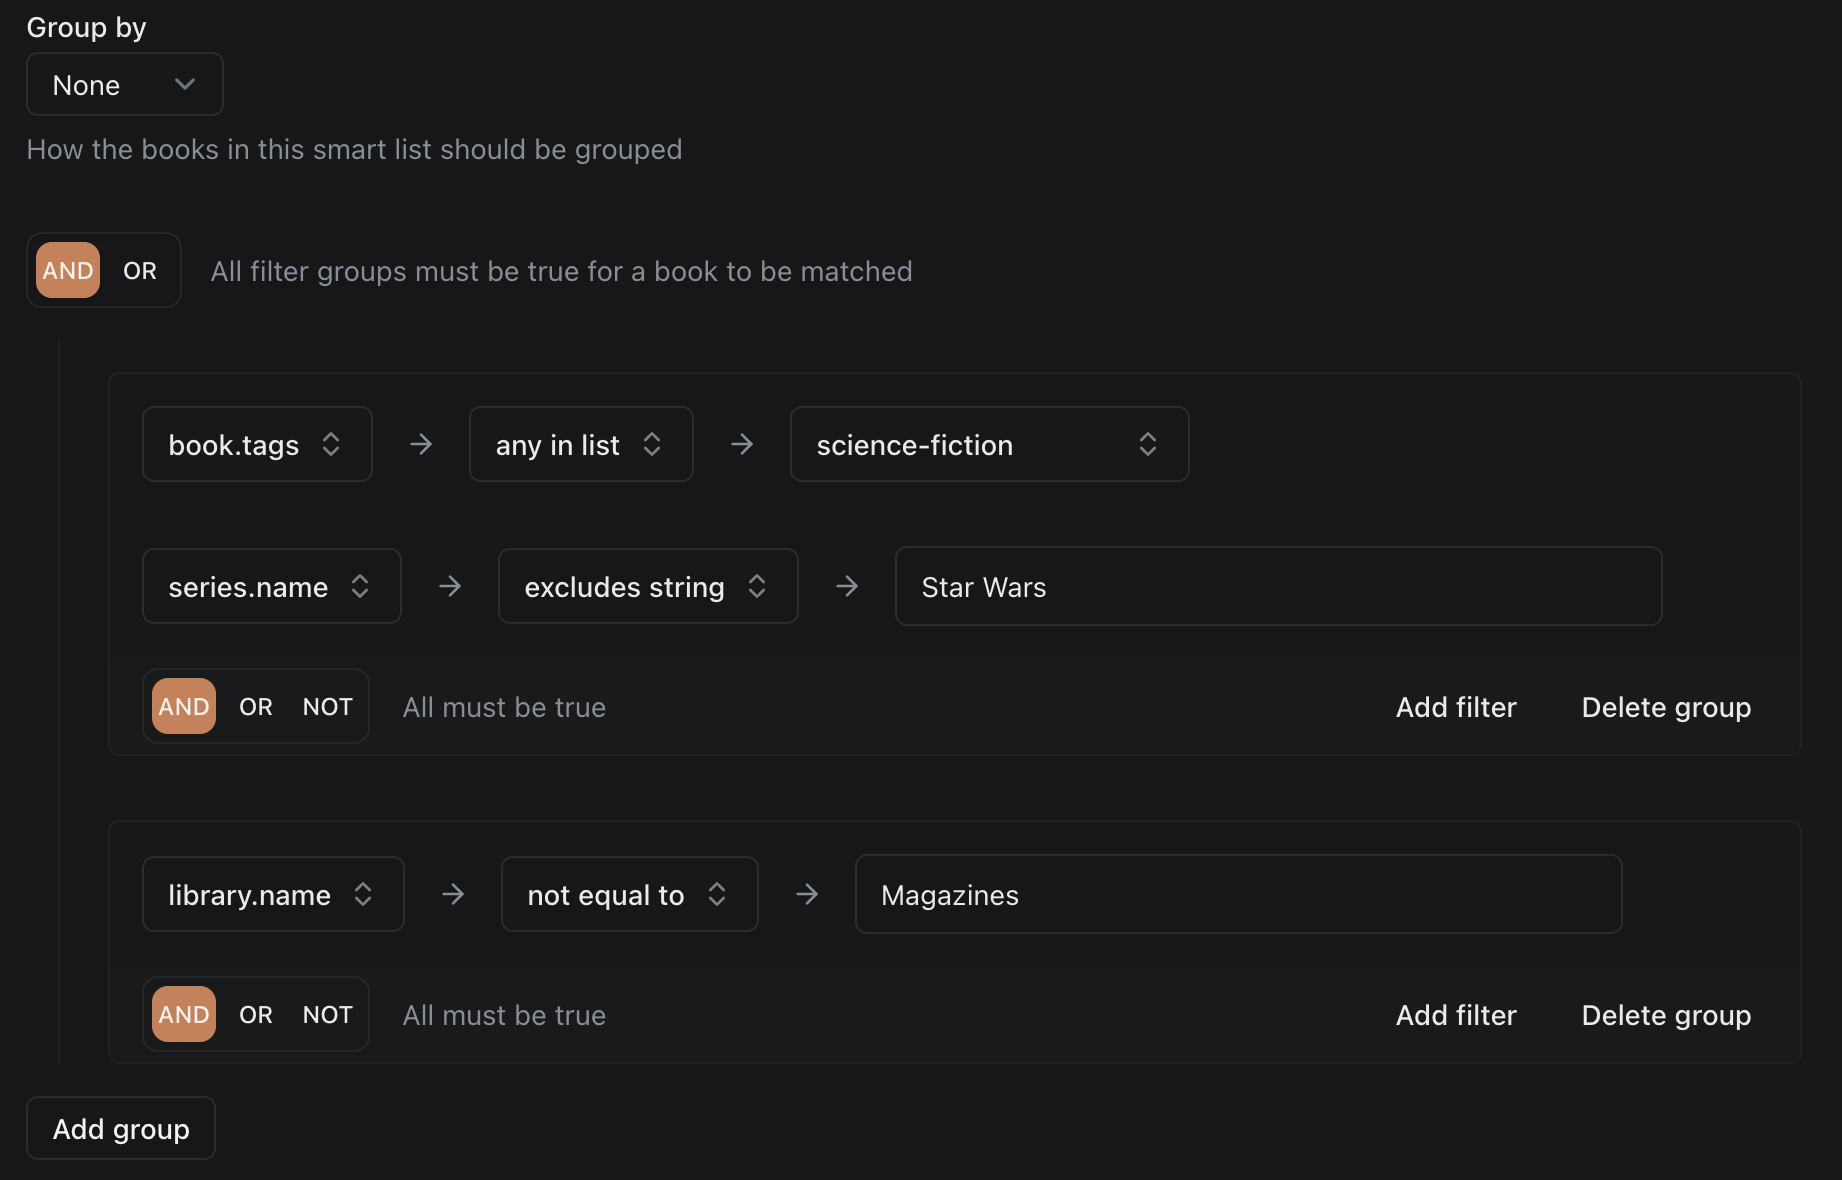 Group by
None
How the books in this smart list should be grouped
AND OR All filter groups must be true for a book to be matched
book.tags → any in list → science-fiction
series.name → excludes string → Star Wars
AND OR NOT All must be true Add filter Delete group
library.name → not equal to → Magazines
AND OR NOT All must be true Add filter Delete group
Add group